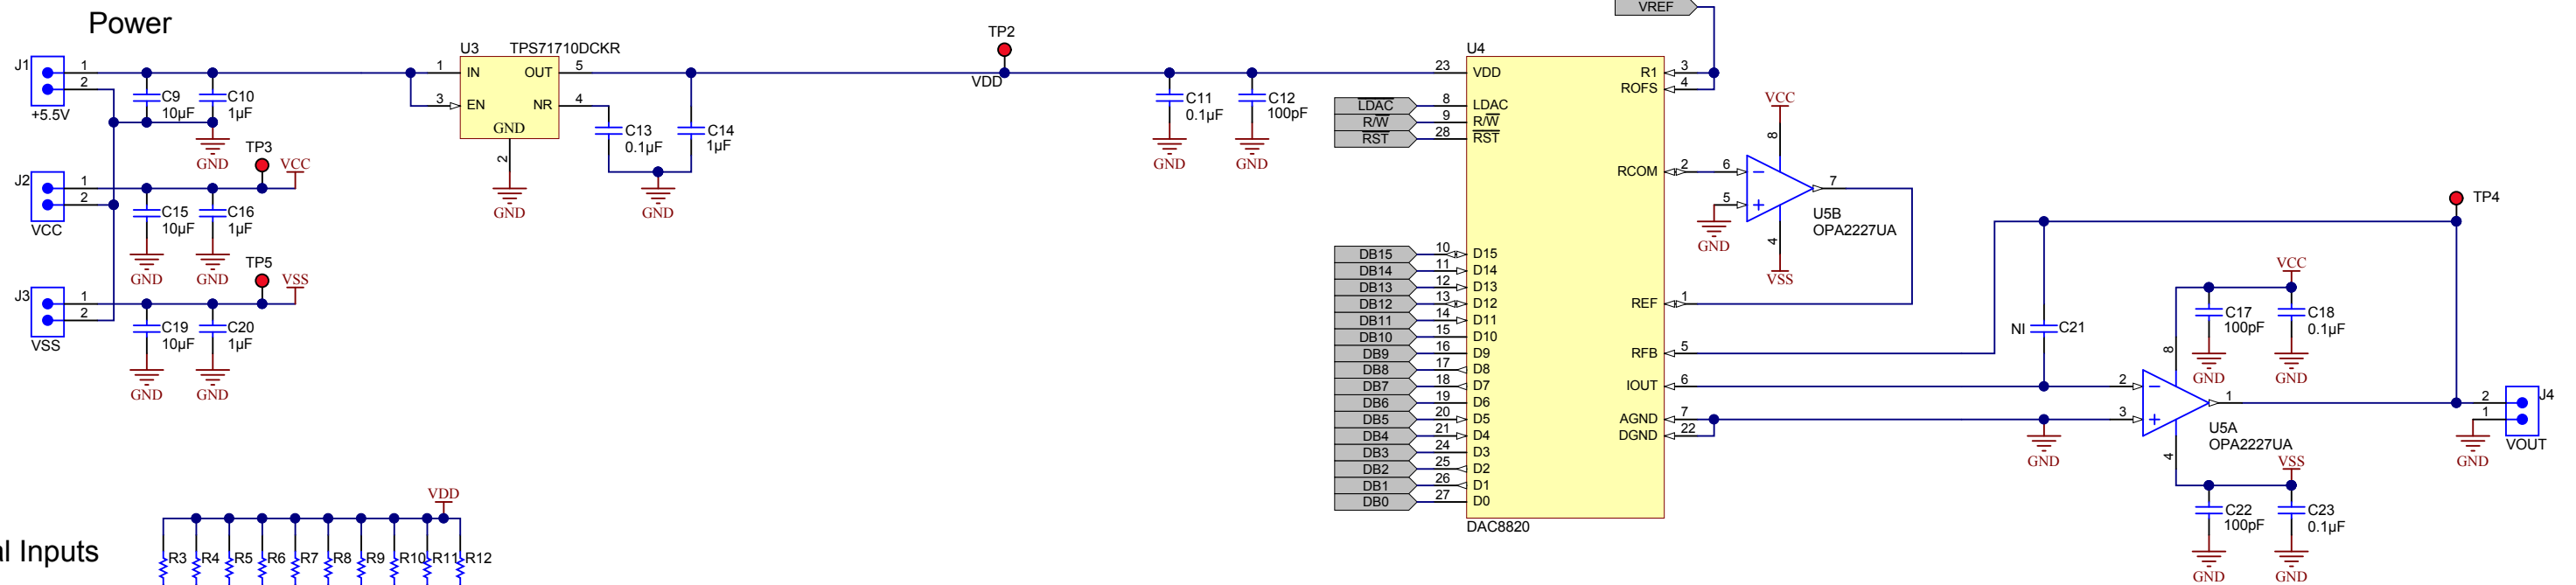 Power
J1
1
2
+5.5V
C9
10µF
C10
1µF
GND
U3 TPS71710DCKR
1 IN OUT 5
3 EN NR 4
GND
2
GND
C13
0.1µF
C14
1µF
GND
TP2
VDD
C11
0.1µF
GND
C12
100pF
GND
J2
1
2
VCC
TP3
VCC
C15
10µF
GND
C16
1µF
GND
J3
1
2
VSS
TP5
VSS
C19
10µF
GND
C20
1µF
GND
VREF
U4
23 VDD
LDAC 8 LDAC
R/W 9 R/W
RST 28 RST
DB15 10 D15
DB14 11 D14
DB13 12 D13
DB12 13 D12
DB11 14 D11
DB10 15 D10
DB9 16 D9
DB8 17 D8
DB7 18 D7
DB6 19 D6
DB5 20 D5
DB4 21 D4
DB3 24 D3
DB2 25 D2
DB1 26 D1
DB0 27 D0
DAC8820
R1 3
ROFS 4
RCOM 2
REF 1
RFB 5
IOUT 6
AGND 7
DGND 22
VCC
8
6 −
5 +
7
GND
4
VSS
U5B
OPA2227UA
NI C21
GND
TP4
VCC
C17
100pF
GND
C18
0.1µF
GND
8
2 −
3 +
1
4
U5A
OPA2227UA
VSS
C22
100pF
GND
C23
0.1µF
GND
J4
2
1
VOUT
GND
VDD
al Inputs
R3 R4 R5 R6 R7 R8 R9 R10 R11 R12